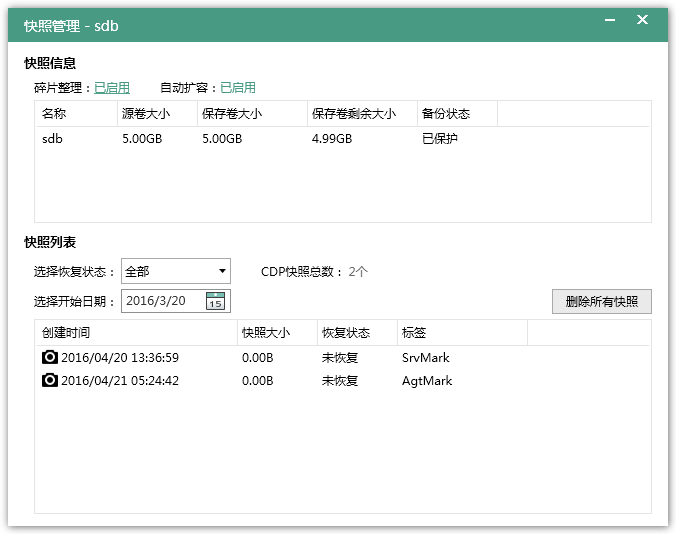 快照管理 - sdb
快照信息
碎片整理：已启用 自动扩容：已启用
名称 源卷大小 保存卷大小 保存卷剩余大小 备份状态
sdb 5.00GB 5.00GB 4.99GB 已保护
快照列表
选择恢复状态： 全部 CDP快照总数： 2个
选择开始日期： 2016/3/20 15 删除所有快照
创建时间 快照大小 恢复状态 标签
2016/04/20 13:36:59 0.00B 未恢复 SrvMark
2016/04/21 05:24:42 0.00B 未恢复 AgtMark